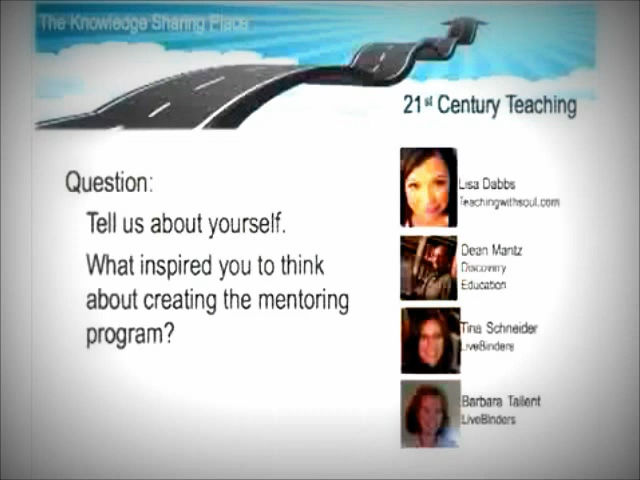 The Knowledge Sharing Place
21st Century Teaching
Question:
Tell us about yourself.
What inspired you to think
about creating the mentoring
program?
Lisa Dabbs
Teachingwithsoul.com
Dean Mantz
Discovery
Education
Tina Schneider
LiveBinders
Barbara Tallent
LiveBinders